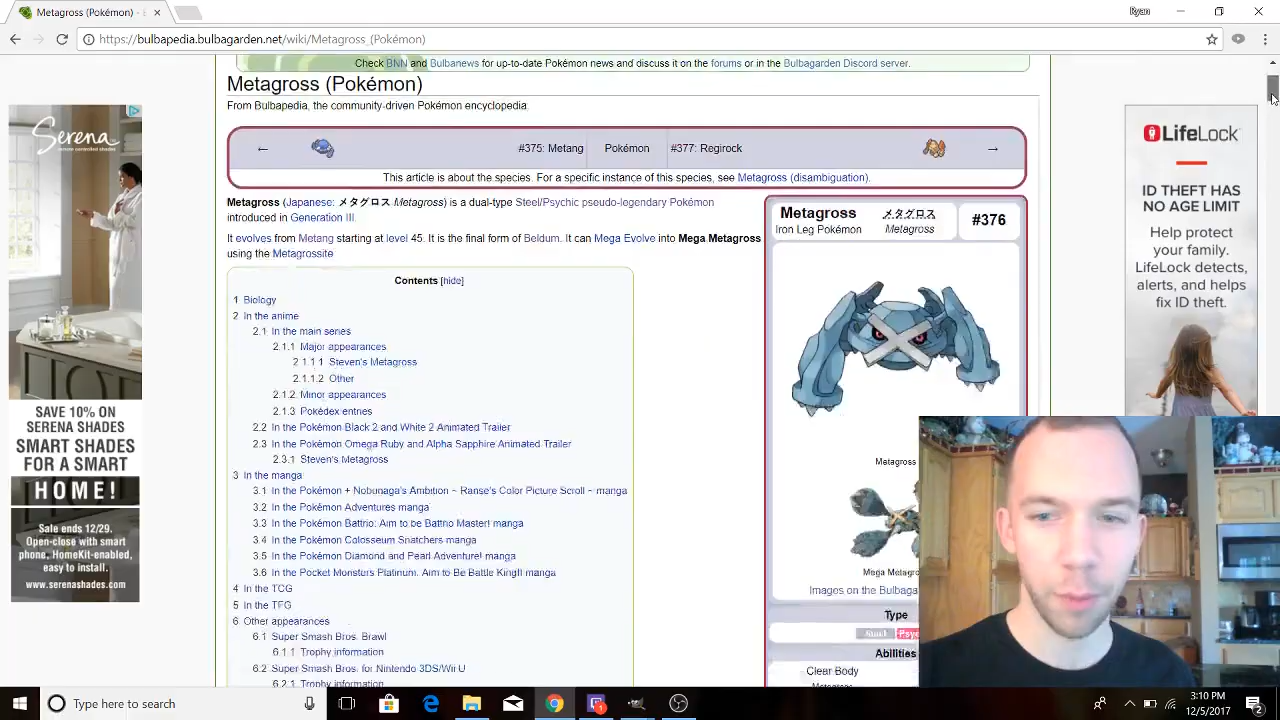 Metagross (Pokémon) - B
Ryan
https://bulbapedia.bulbagarden.net/wiki/Metagross_(Pokémon)
Check BNN and Bulbanews for up-to-date Pokémon news and discuss it on the forums or in the Bulbagarden Discord server.
Metagross (Pokémon)
From Bulbapedia, the community-driven Pokémon encyclopedia.
← #375: Metang Pokémon #377: Regirock →
This article is about the species. For a specific instance of this species, see Metagross (disambiguation).
Metagross (Japanese: メタグロス Metagross) is a dual-type Steel/Psychic pseudo-legendary Pokémon
introduced in Generation III.
It evolves from Metang starting at level 45. It is the final form of Beldum. It can Mega Evolve into Mega Metagross
using the Metagrossite
Contents [hide]
1 Biology
2 In the anime
2.1 In the main series
2.1.1 Major appearances
2.1.1.1 Steven's Metagross
2.1.1.2 Other
2.1.2 Minor appearances
2.1.3 Pokédex entries
2.2 In the Pokémon Black 2 and White 2 Animated Trailer
2.3 In the Pokémon Omega Ruby and Alpha Sapphire Animated Trailer
2.3.1 Steven's Metagross
3 In the manga
3.1 In the Pokémon + Nobunaga's Ambition ~ Ranse's Color Picture Scroll ~ manga
3.2 In the Pokémon Adventures manga
3.3 In the Pokémon Battrio: Aim to be Battrio Master! manga
3.4 In the Pokémon Colosseum Snatchers manga
3.5 In the Pokémon Diamond and Pearl Adventure! manga
3.6 In the Pocket Monsters Platinum: Aim to Be Battle King!! manga
4 In the TCG
5 In the TFG
6 Other appearances
6.1 Super Smash Bros. Brawl
6.1.1 Trophy information
6.2 Super Smash Bros. for Nintendo 3DS/Wii U
6.2.1 Trophy information
Metagross メタグロス #376
Iron Leg Pokémon Metagross
Metagross
Mega Metagro
Images on the Bulbaga
Type
Steel Psy
Abilities
Clear Body
Metagross
Serena
remote controlled shades
SAVE 10% ON
SERENA SHADES
SMART SHADES
FOR A SMART
HOME!
Sale ends 12/29.
Open-close with smart
phone, HomeKit-enabled,
easy to install.
www.serenashades.com
LifeLock
ID THEFT HAS
NO AGE LIMIT
Help protect
your family.
LifeLock detects,
alerts, and helps
fix ID theft.
Type here to search
1
3:10 PM
12/5/2017
2